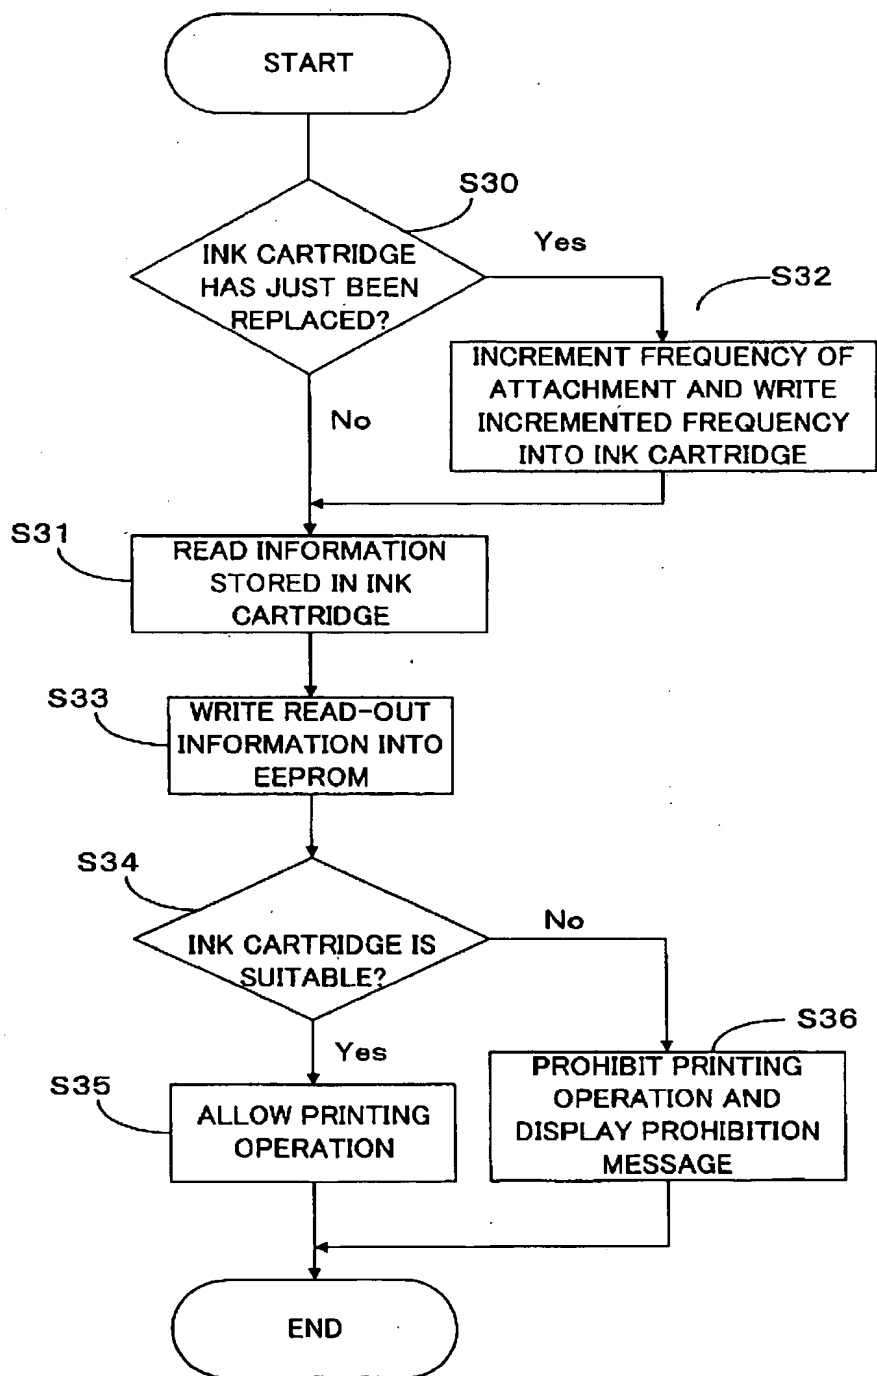 START
S30
INK CARTRIDGE
HAS JUST BEEN
REPLACED?
Yes
S32
INCREMENT FREQUENCY OF
ATTACHMENT AND WRITE
INCREMENTED FREQUENCY
INTO INK CARTRIDGE
No
S31
READ INFORMATION
STORED IN INK
CARTRIDGE
S33
WRITE READ-OUT
INFORMATION INTO
EEPROM
S34
INK CARTRIDGE IS
SUITABLE?
No
Yes
S36
PROHIBIT PRINTING
OPERATION AND
DISPLAY PROHIBITION
MESSAGE
S35
ALLOW PRINTING
OPERATION
END